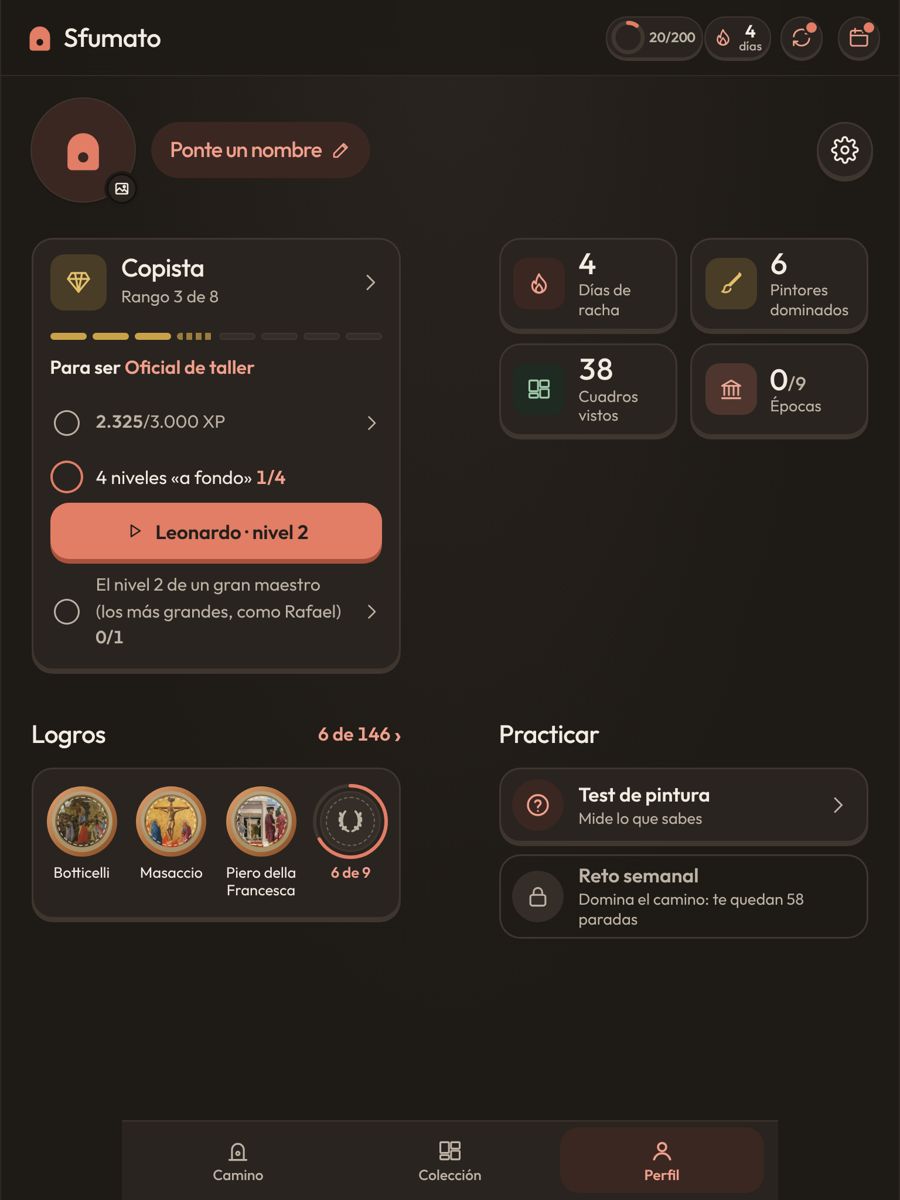 Sfumato
20/200
4
días
Ponte un nombre
Copista
Rango 3 de 8
Para ser Oficial de taller
2.325/3.000 XP
4 niveles «a fondo» 1/4
Leonardo · nivel 2
El nivel 2 de un gran maestro
(los más grandes, como Rafael)
0/1
4
Días de
racha
6
Pintores
dominados
38
Cuadros
vistos
0/9
Épocas
Logros
6 de 146 ›
Botticelli
Masaccio
Piero della
Francesca
6 de 9
Practicar
Test de pintura
Mide lo que sabes
Reto semanal
Domina el camino: te quedan 58
paradas
Camino
Colección
Perfil